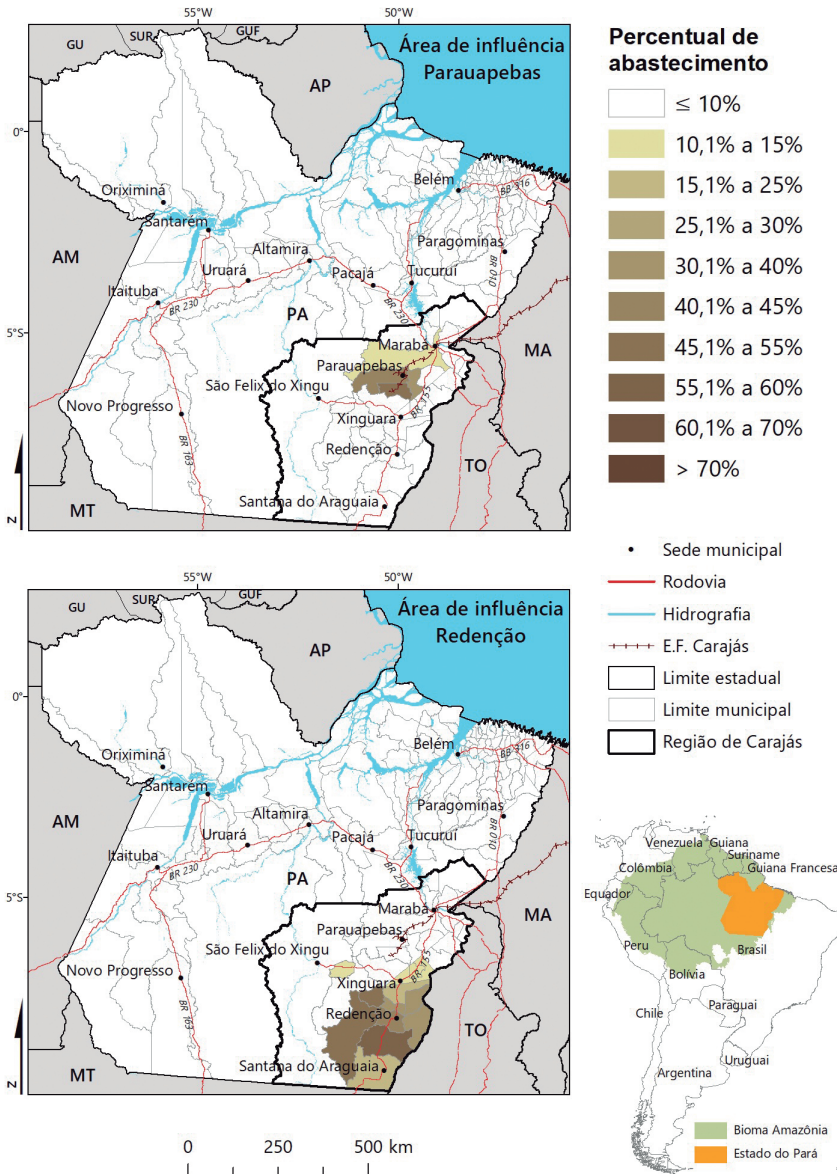 55°W
50°W
GU
SUR
GUF
AP
Área de influência
Parauapebas
0°
Oriximiná
Santarém
Belém
BR 316
AM
Altamira
Paragominas
Uruará
Pacajá
Tucuruí
Itaituba
BR 230
BR 230
BR 010
PA
5°S
Marabá
MA
Parauapebas
São Felix do Xingu
BR 15
Novo Progresso
Xinguara
BR 163
Redenção
TO
Santana do Araguaia
MT
N
55°W
50°W
GU
SUR
GUF
AP
Área de influência
Redenção
0°
Oriximiná
Santarém
Belém
BR 316
AM
Altamira
Paragominas
Uruará
Pacajá
Tucuruí
Itaituba
BR 230
BR 230
BR 010
PA
5°S
Marabá
MA
Parauapebas
São Felix do Xingu
Novo Progresso
Xinguara
BR 163
Redenção
TO
Santana do Araguaia
MT
N
0 250 500 km
Percentual de
abastecimento
≤ 10%
10,1% a 15%
15,1% a 25%
25,1% a 30%
30,1% a 40%
40,1% a 45%
45,1% a 55%
55,1% a 60%
60,1% a 70%
> 70%
Sede municipal
Rodovia
Hidrografia
E.F. Carajás
Limite estadual
Limite municipal
Região de Carajás
Venezuela
Guiana
Suriname
Guiana Francesa
Colômbia
Equador
Peru
Brasil
Bolívia
Paraguai
Chile
Uruguai
Argentina
Bioma Amazônia
Estado do Pará